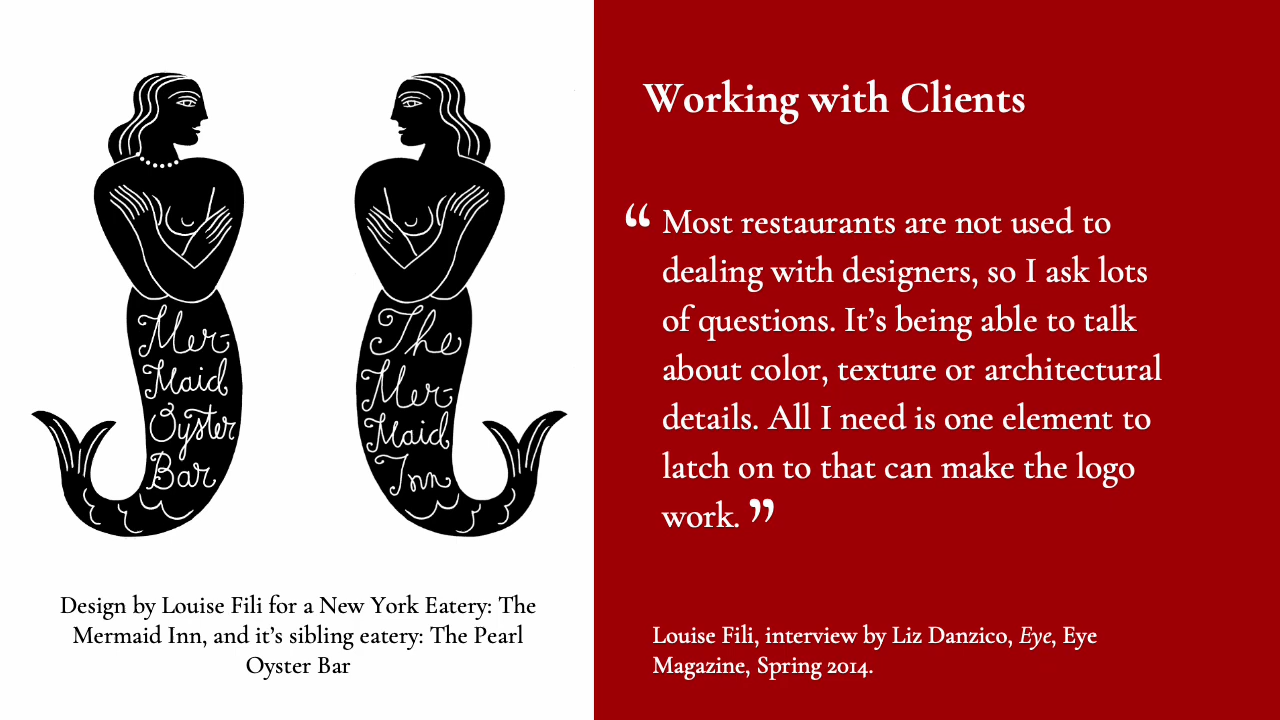 Mer-
Maid
Oyster
Bar
The
Mer-
Maid
Inn
Design by Louise Fili for a New York Eatery: The
Mermaid Inn, and it’s sibling eatery: The Pearl
Oyster Bar
Working with Clients
“ Most restaurants are not used to
dealing with designers, so I ask lots
of questions. It’s being able to talk
about color, texture or architectural
details. All I need is one element to
latch on to that can make the logo
work. ”
Louise Fili, interview by Liz Danzico, Eye, Eye
Magazine, Spring 2014.